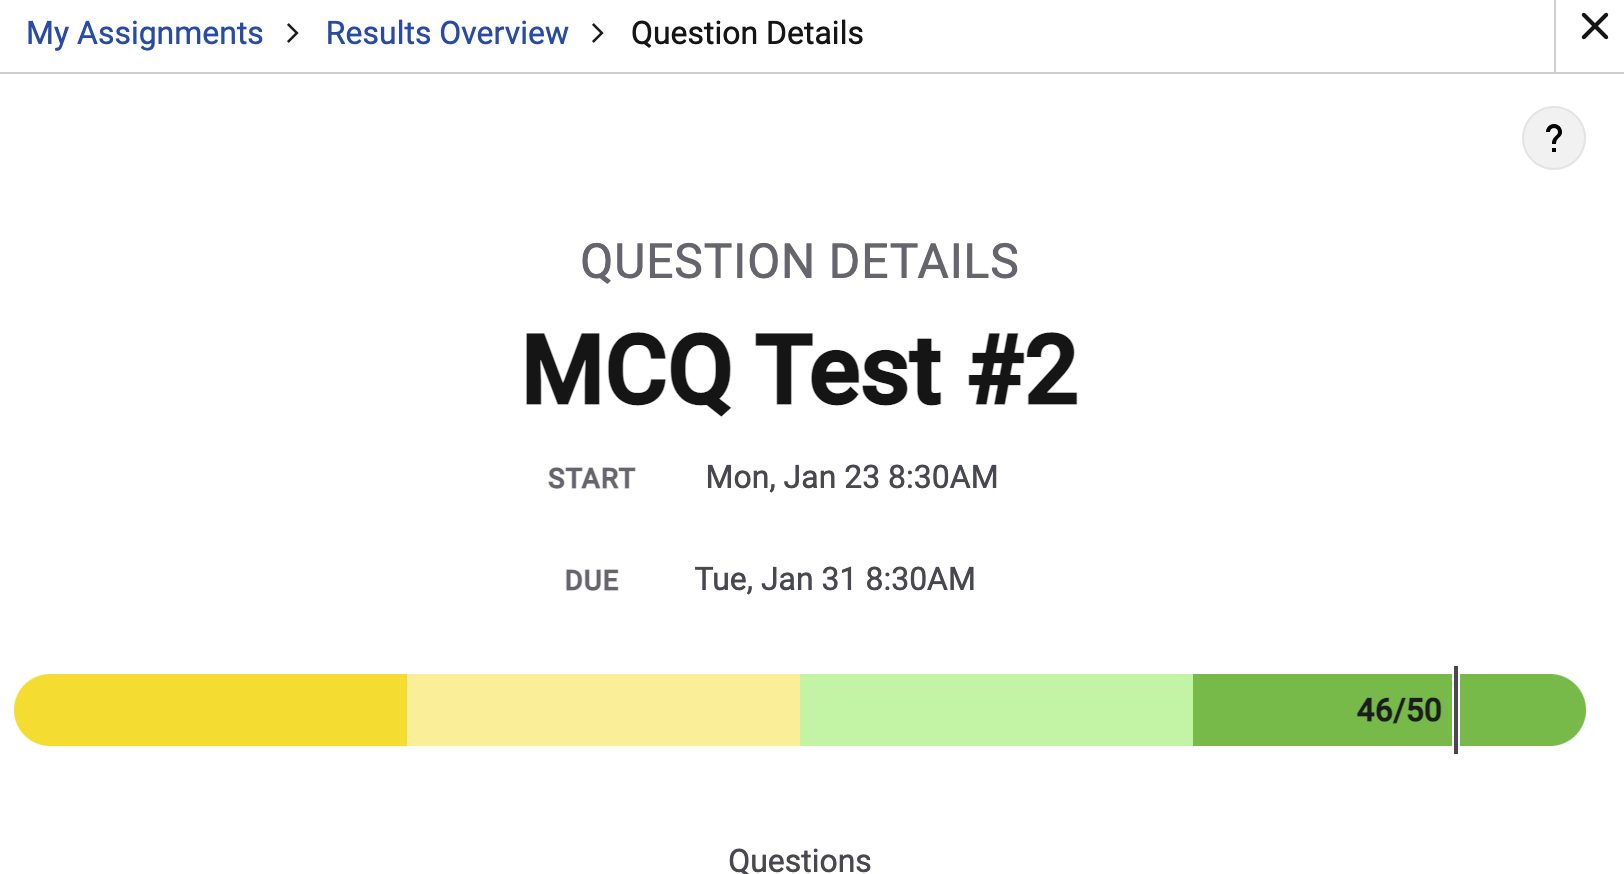 My Assignments > Results Overview > Question Details
?
QUESTION DETAILS
MCQ Test #2
START Mon, Jan 23 8:30AM
DUE Tue, Jan 31 8:30AM
46/50
Questions